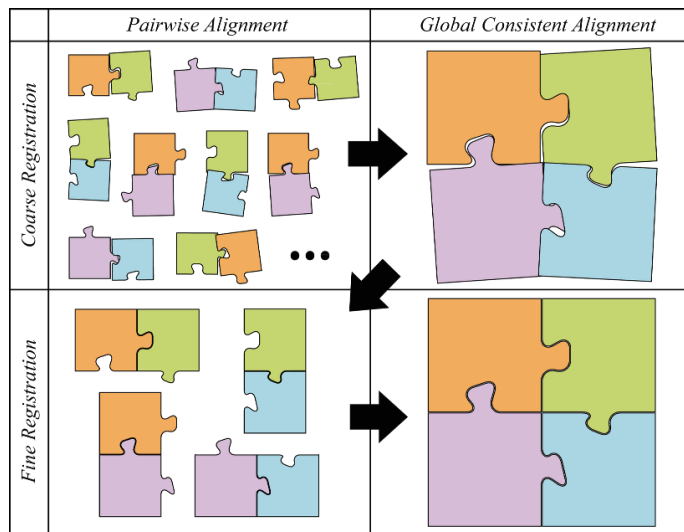 Pairwise Alignment
Global Consistent Alignment
Coarse Registration
Fine Registration